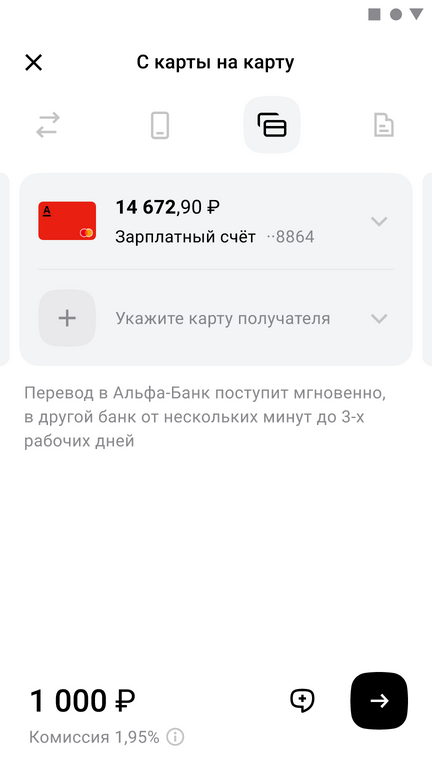 С карты на карту
А
14 672,90 ₽
Зарплатный счёт ··8864
Укажите карту получателя
Перевод в Альфа-Банк поступит мгновенно,
в другой банк от нескольких минут до 3-х
рабочих дней
1 000 ₽
Комиссия 1,95%